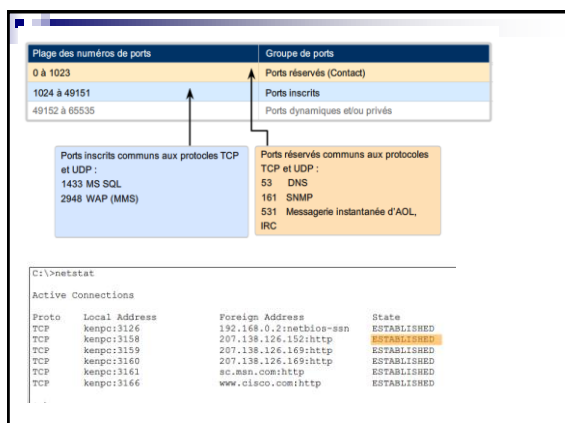 Plage des numéros de ports Groupe de ports
0 à 1023 Ports réservés (Contact)
1024 à 49151 Ports inscrits
49152 à 65535 Ports dynamiques et/ou privés
Ports inscrits communs aux protocles TCP
et UDP :
1433 MS SQL
2948 WAP (MMS)
Ports réservés communs aux protocoles
TCP et UDP :
53 DNS
161 SNMP
531 Messagerie instantanée d'AOL,
IRC
C:\>netstat
Active Connections
Proto Local Address Foreign Address State
TCP kenpc:3126 192.168.0.2:netbios-ssn ESTABLISHED
TCP kenpc:3158 207.138.126.152:http ESTABLISHED
TCP kenpc:3159 207.138.126.169:http ESTABLISHED
TCP kenpc:3160 207.138.126.169:http ESTABLISHED
TCP kenpc:3161 sc.msn.com:http ESTABLISHED
TCP kenpc:3166 www.cisco.com:http ESTABLISHED